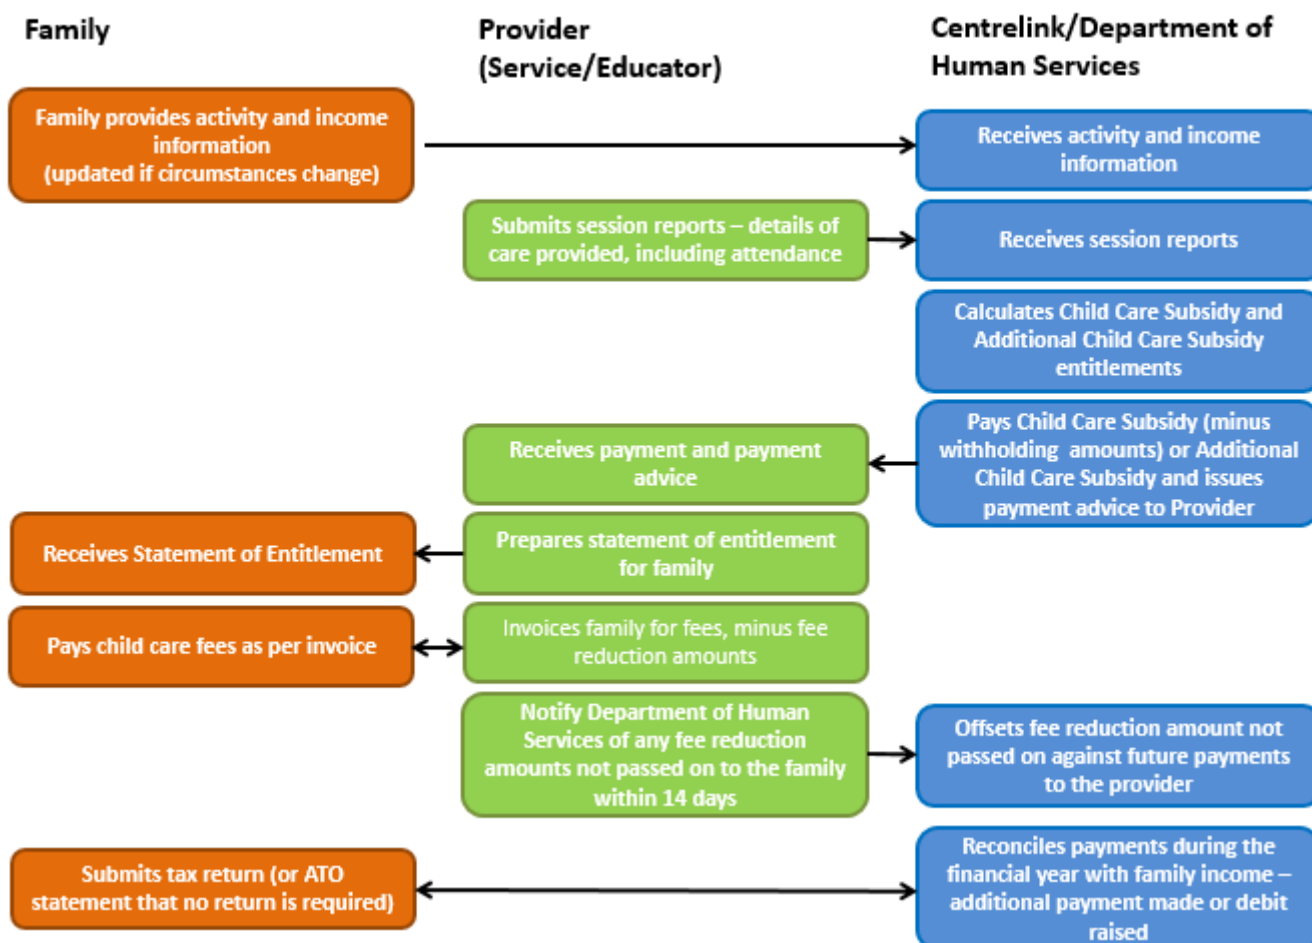 Family
Provider
(Service/Educator)
Centrelink/Department of
Human Services
Family provides activity and income
information
(updated if circumstances change)
Receives activity and income
information
Submits session reports – details of
care provided, including attendance
Receives session reports
Calculates Child Care Subsidy and
Additional Child Care Subsidy
entitlements
Receives payment and payment
advice
Pays Child Care Subsidy (minus
withholding amounts) or Additional
Child Care Subsidy and issues
payment advice to Provider
Receives Statement of Entitlement
Prepares statement of entitlement
for family
Pays child care fees as per invoice
Invoices family for fees, minus fee
reduction amounts
Notify Department of Human
Services of any fee reduction
amounts not passed on to the family
within 14 days
Offsets fee reduction amount not
passed on against future payments
to the provider
Submits tax return (or ATO
statement that no return is required)
Reconciles payments during the
financial year with family income –
additional payment made or debit
raised